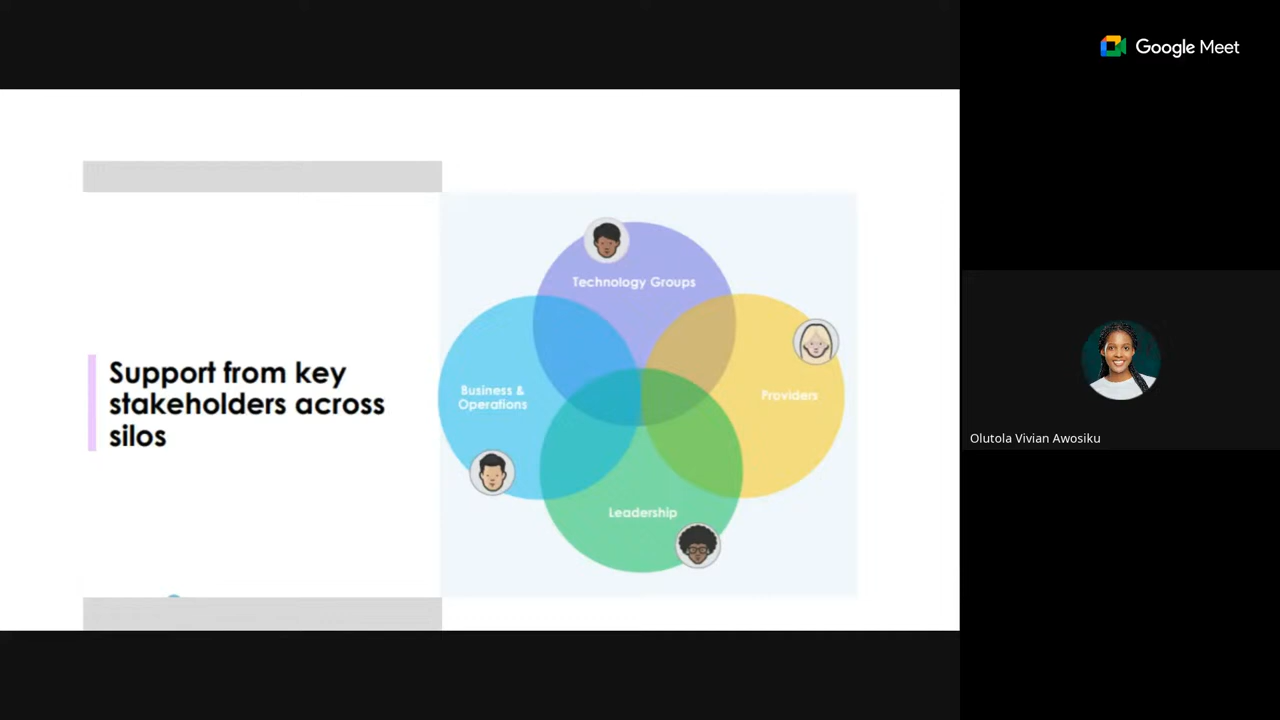 Google Meet
Support from key
stakeholders across
silos
Technology Groups
Business &
Operations
Providers
Leadership
Olutola Vivian Awosiku